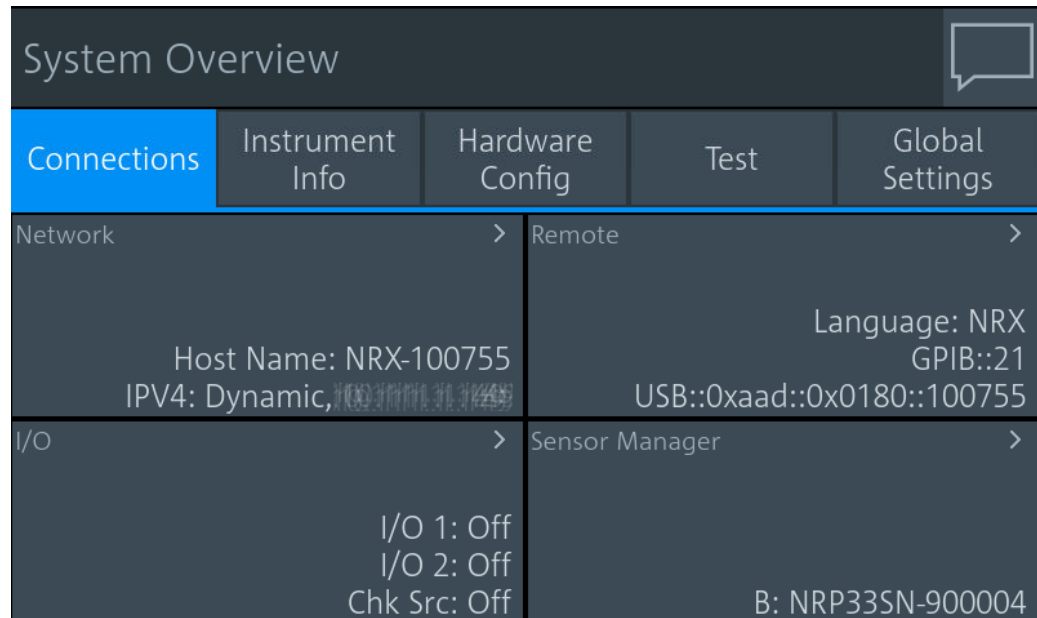 System Overview
Connections
Instrument
Info
Hardware
Config
Test
Global
Settings
Network
Host Name: NRX-100755
IPV4: Dynamic,
Remote
Language: NRX
GPIB::21
USB::0xaad::0x0180::100755
I/O
I/O 1: Off
I/O 2: Off
Chk Src: Off
Sensor Manager
B: NRP33SN-900004